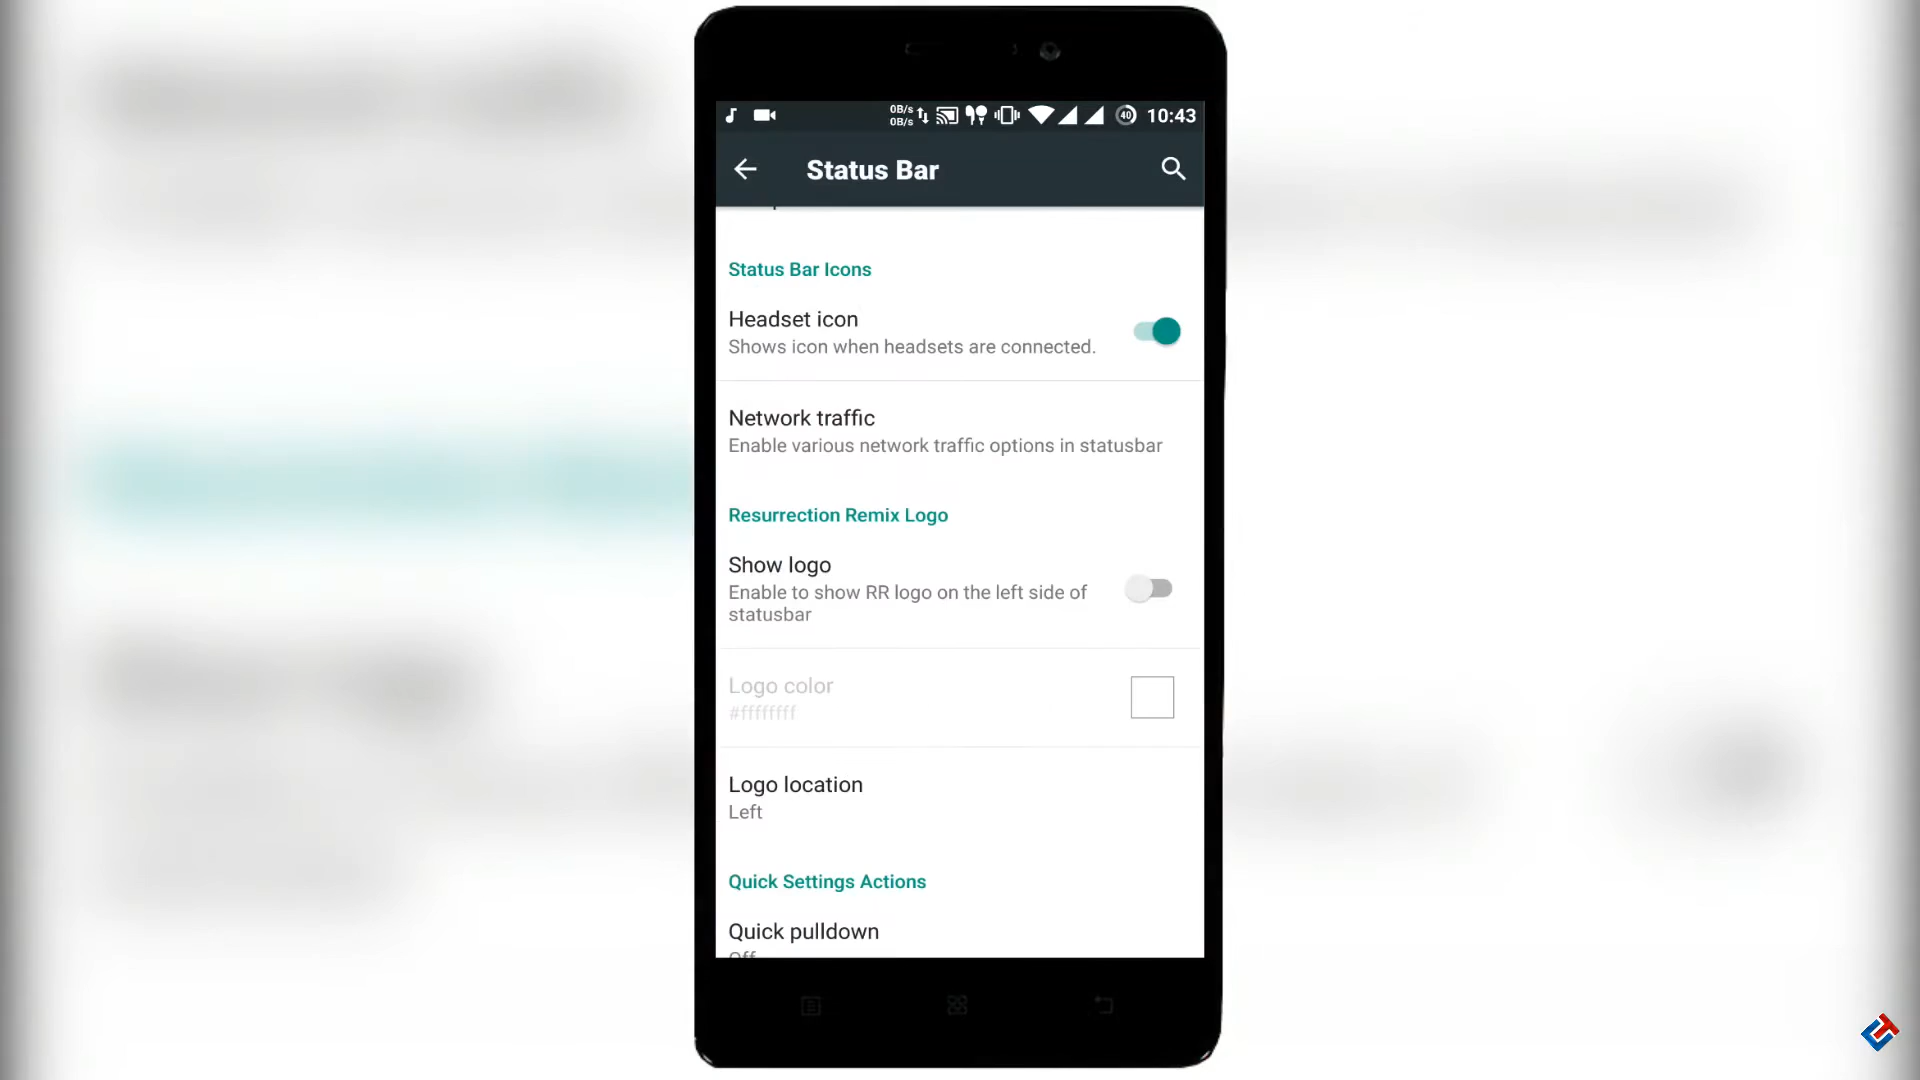 0B/s
0B/s
40
10:43
Status Bar
Status Bar Icons
Headset icon
Shows icon when headsets are connected.
Network traffic
Enable various network traffic options in statusbar
Resurrection Remix Logo
Show logo
Enable to show RR logo on the left side of
statusbar
Logo color
#ffffffff
Logo location
Left
Quick Settings Actions
Quick pulldown
Off